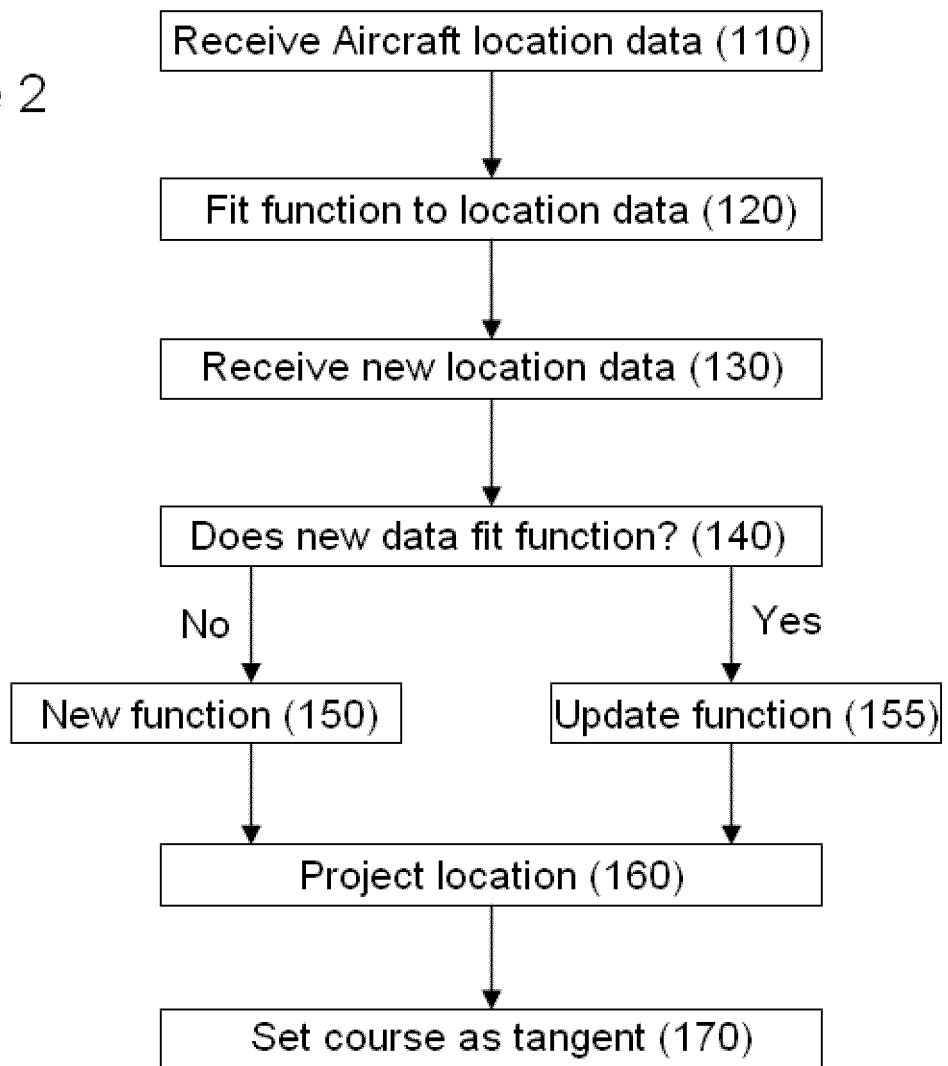 Receive Aircraft location data (110)
2
Fit function to location data (120)
Receive new location data (130)
Does new data fit function? (140)
No
Yes
New function (150)
Update function (155)
Project location (160)
Set course as tangent (170)